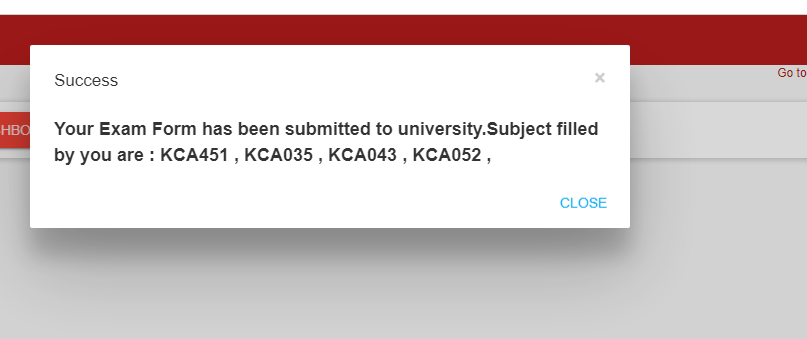 Success
×
Go to
SHBO
Your Exam Form has been submitted to university.Subject filled
by you are : KCA451 , KCA035 , KCA043 , KCA052 ,
CLOSE